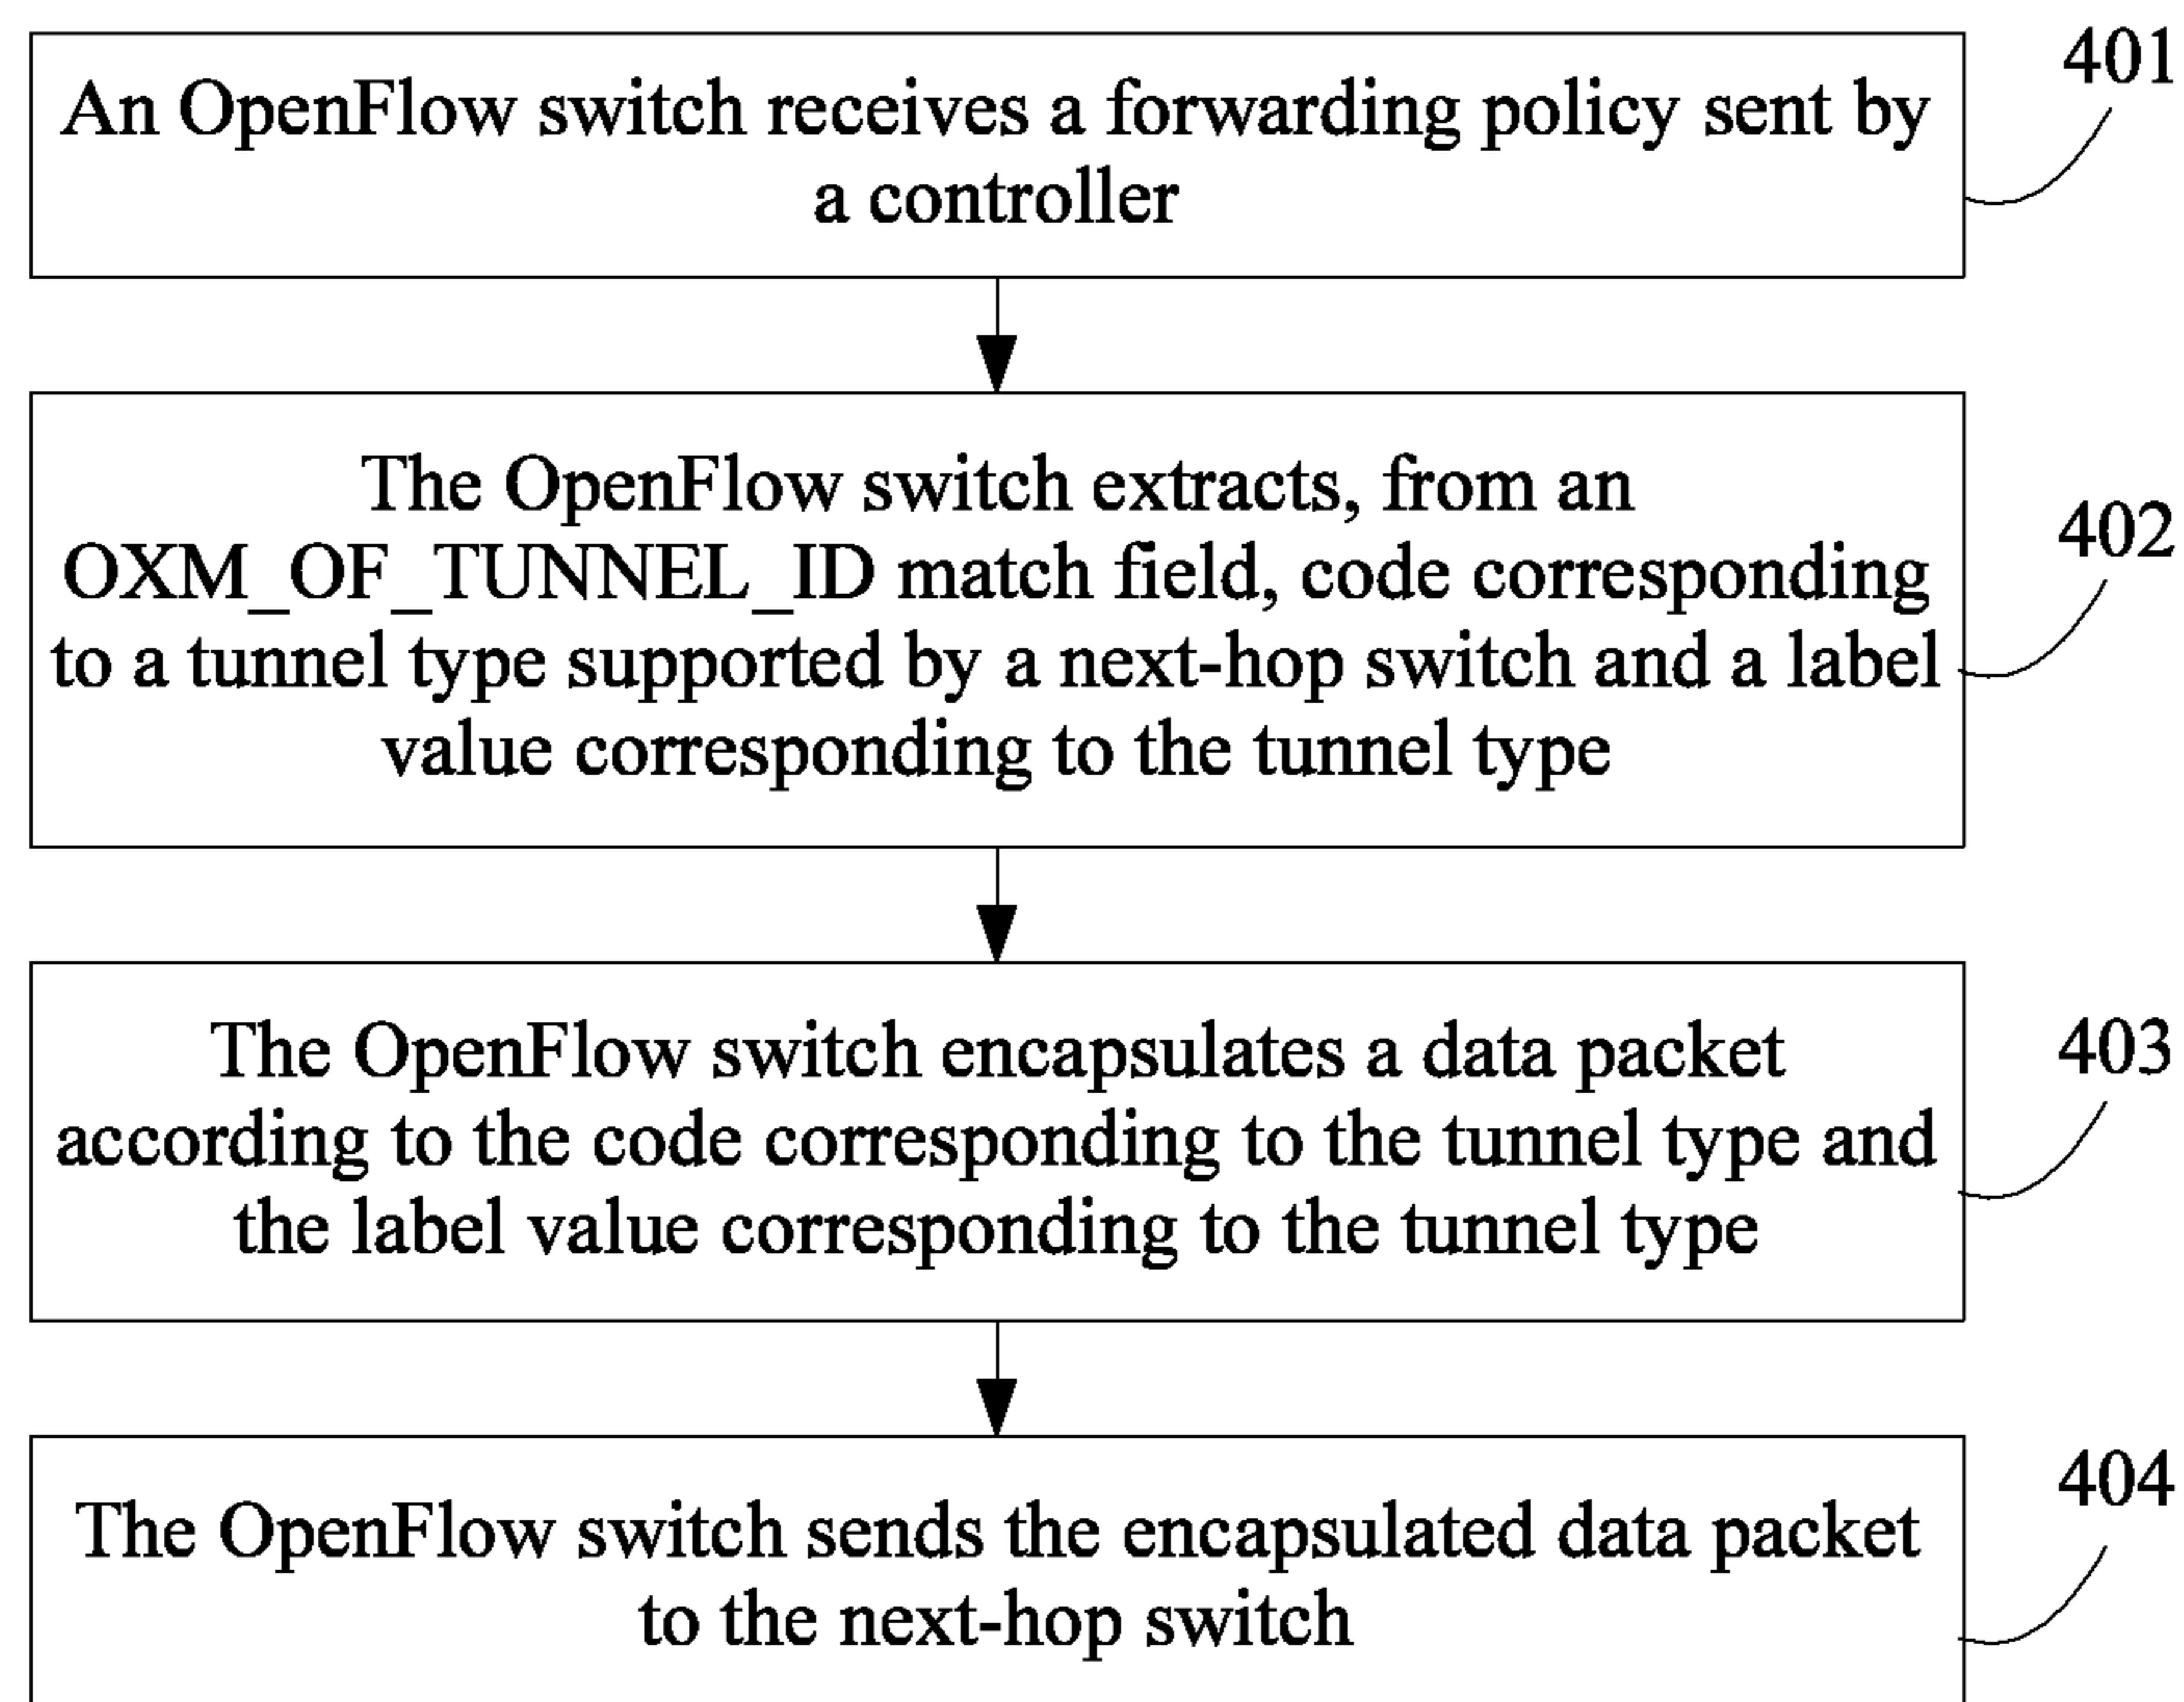 An OpenFlow switch receives a forwarding policy sent by
a controller
401
The OpenFlow switch extracts, from an
OXM_OF_TUNNEL_ID match field, code corresponding
to a tunnel type supported by a next-hop switch and a label
value corresponding to the tunnel type
402
The OpenFlow switch encapsulates a data packet
according to the code corresponding to the tunnel type and
the label value corresponding to the tunnel type
403
The OpenFlow switch sends the encapsulated data packet
to the next-hop switch
404